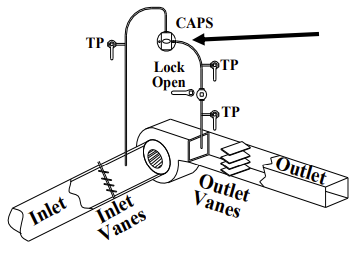 CAPS
TP
Lock
Open
TP
TP
Inlet
Inlet
Vanes
Outlet
Vanes
Outlet